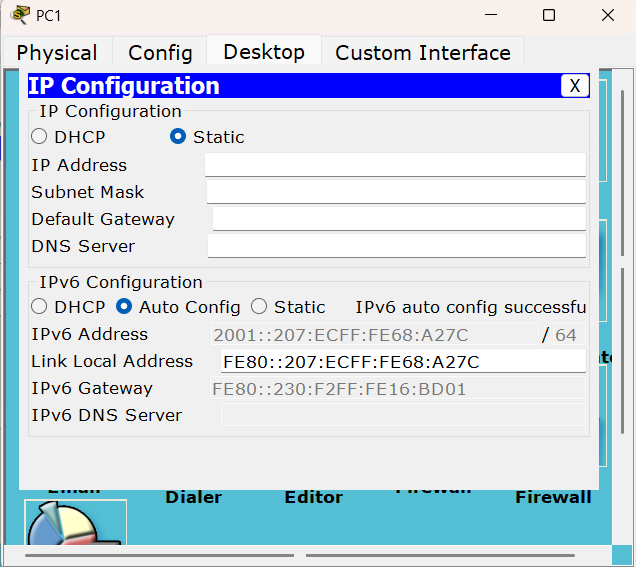 PC1
Physical Config Desktop Custom Interface
IP Configuration X
IP Configuration
DHCP Static
IP Address
Subnet Mask
Default Gateway
DNS Server
IPv6 Configuration
DHCP Auto Config Static IPv6 auto config successfu
IPv6 Address 2001::207:ECFF:FE68:A27C / 64
Link Local Address FE80::207:ECFF:FE68:A27C
IPv6 Gateway FE80::230:F2FF:FE16:BD01
IPv6 DNS Server
Email Dialer Editor Firewall Firewall